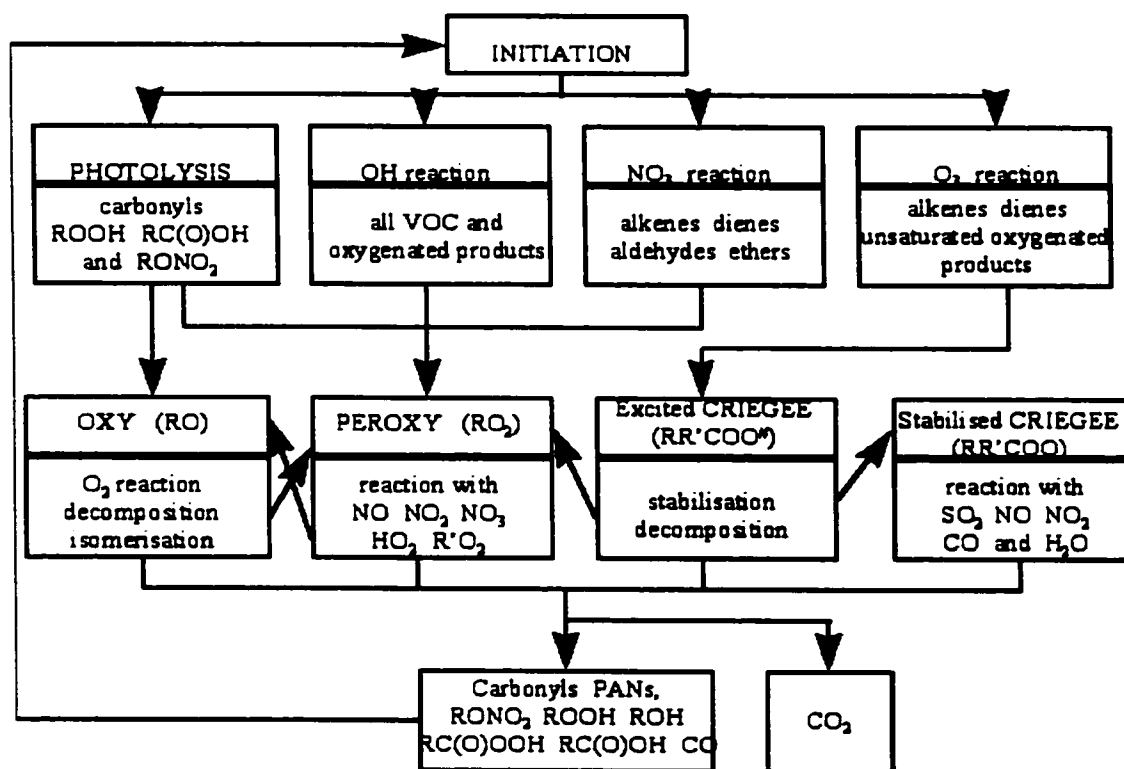 INITIATION
PHOTOLYSIS
carbonyls
ROOH RC(O)OH
and RONO₂
OH reaction
all VOC and
oxygenated products
NO₃ reaction
alkenes dienes
aldehydes ethers
O₃ reaction
alkenes dienes
unsaturated oxygenated
products
OXY (RO)
O₂ reaction
decomposition
isomerisation
PEROXY (RO₂)
reaction with
NO NO₂ NO₃
HO₂ R'O₂
Excited CRIEGEE
(RR'COO")
stabilisation
decomposition
Stabilised CRIEGEE
(RR'COO)
reaction with
SO₂ NO NO₂
CO and H₂O
Carbonyls PANs,
RONO₂ ROOH ROH
RC(O)OOH RC(O)OH CO
CO₂